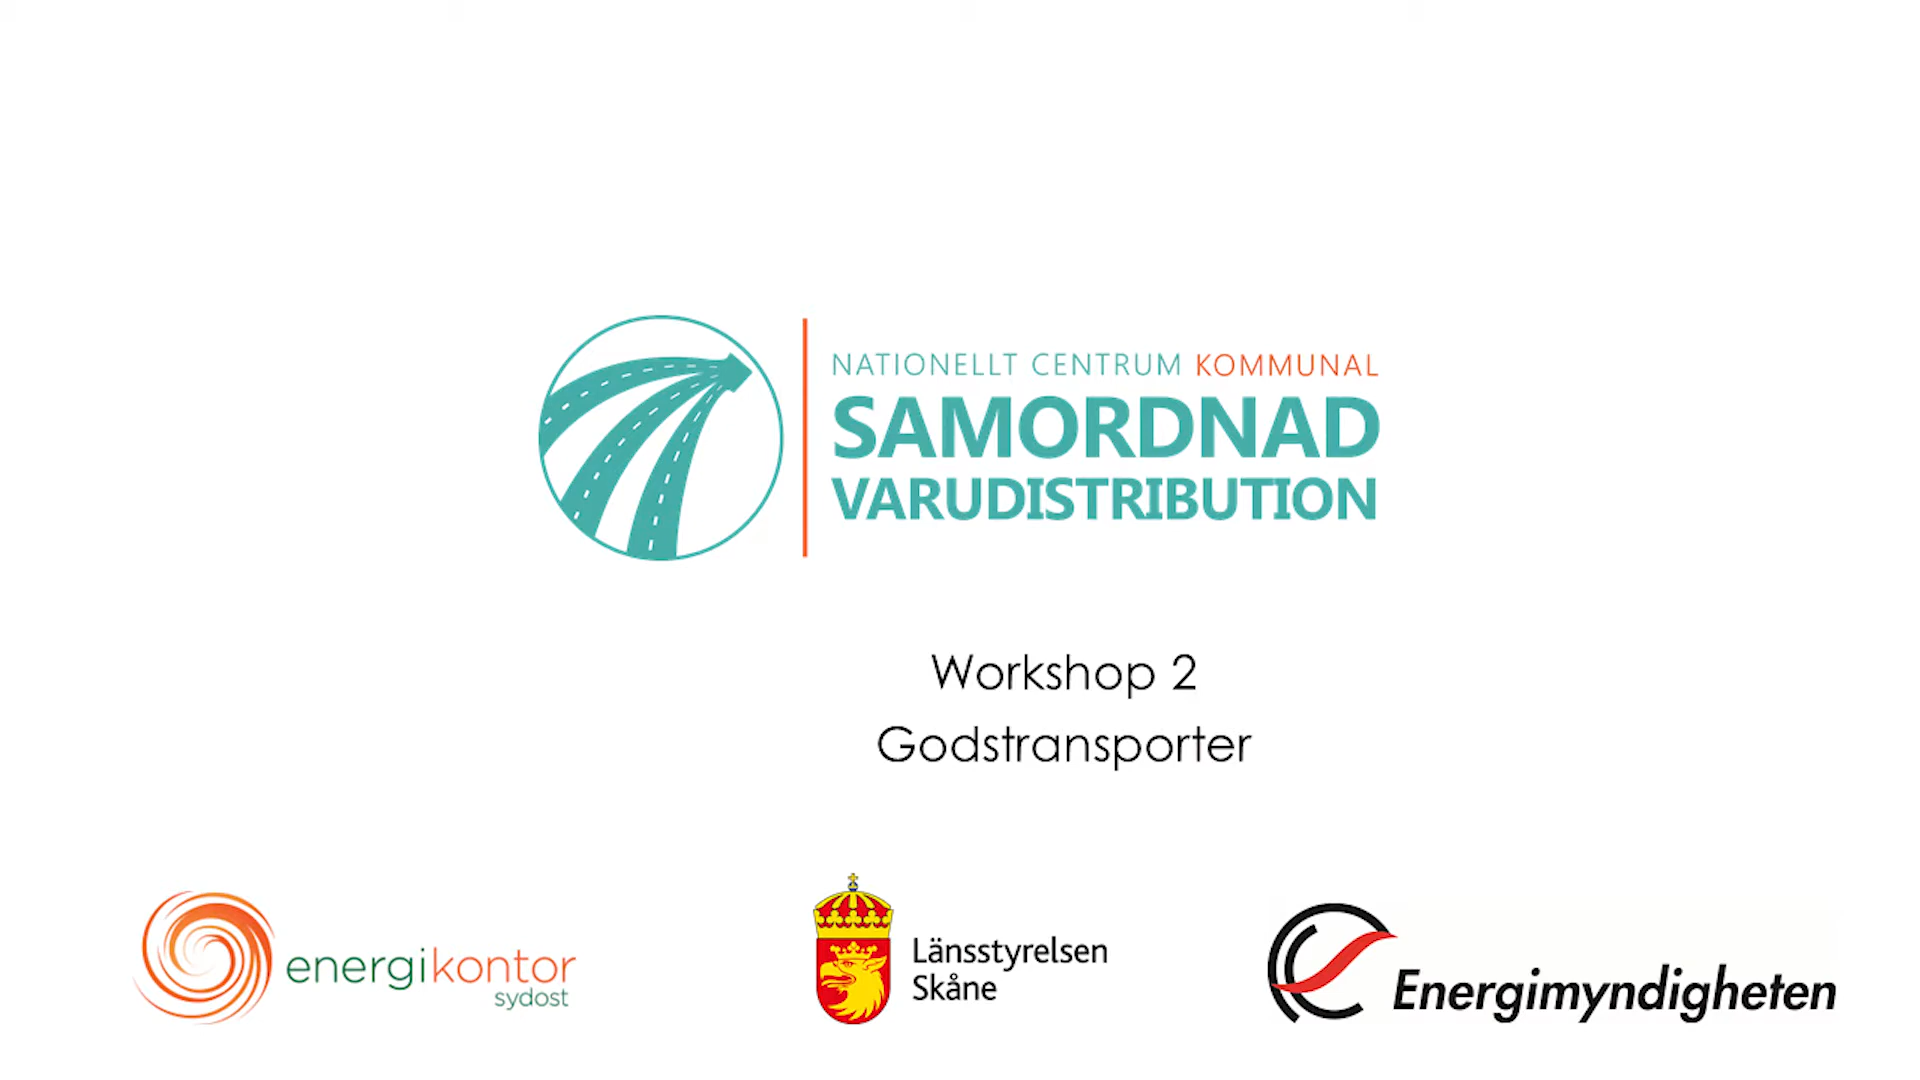 NATIONELLT CENTRUM KOMMUNAL
SAMORDNAD
VARUDISTRIBUTION
Workshop 2
Godstransporter
energikontor
sydost
Länsstyrelsen
Skåne
Energimyndigheten